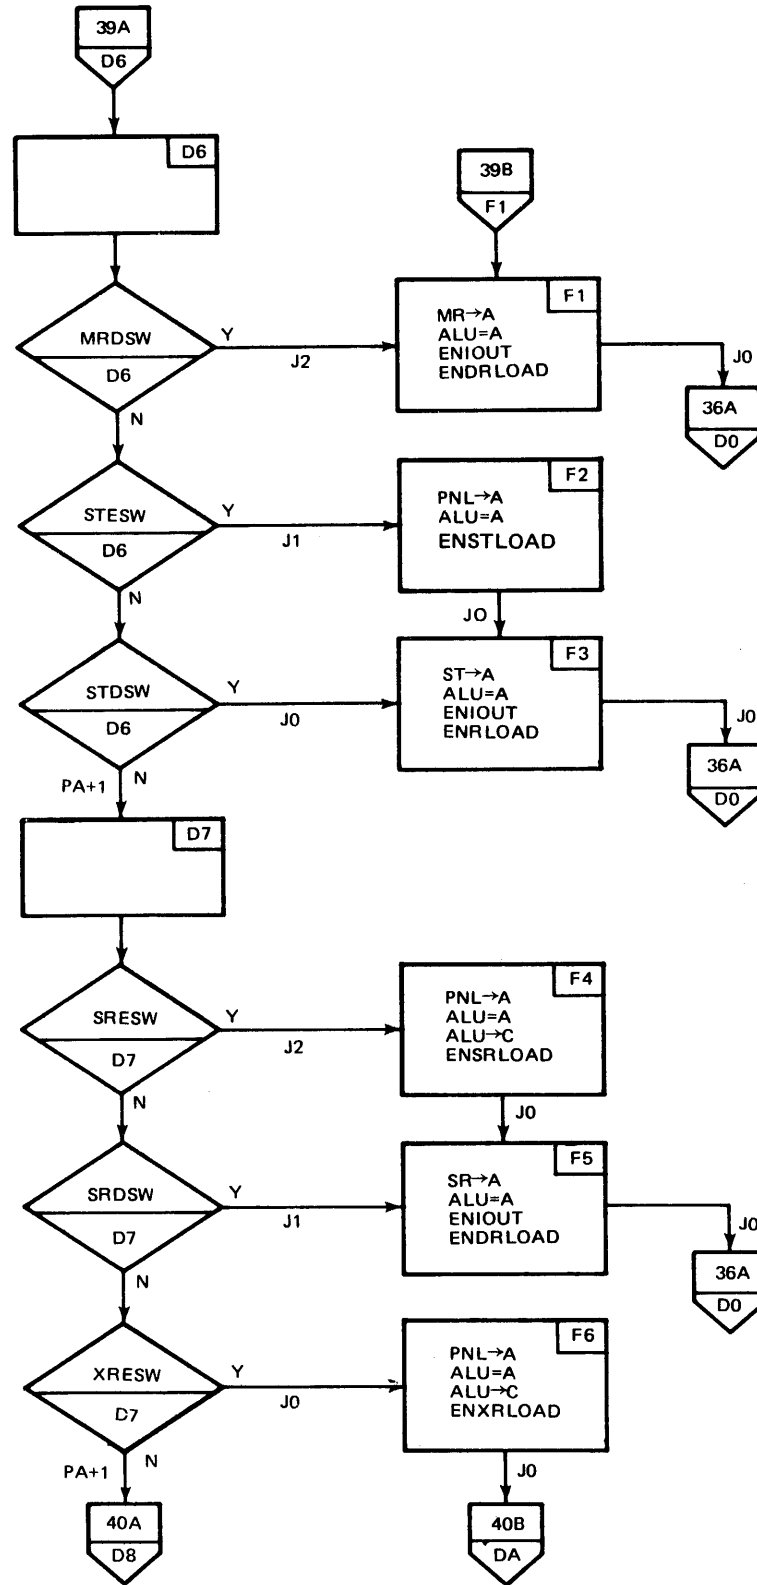 39A
D6
D6
39B
F1
MRDSW
D6
Y
J2
N
F1
MR→A
ALU=A
ENIOUT
ENDRLOAD
J0
36A
D0
STESW
D6
Y
J1
N
F2
PNL→A
ALU=A
ENSTLOAD
J0
STDSW
D6
Y
J0
N
PA+1
F3
ST→A
ALU=A
ENIOUT
ENRLOAD
J0
36A
D0
D7
SRESW
D7
Y
J2
N
F4
PNL→A
ALU=A
ALU→C
ENSRLOAD
J0
SRDSW
D7
Y
J1
N
F5
SR→A
ALU=A
ENIOUT
ENDRLOAD
J0
36A
D0
XRESW
D7
Y
J0
N
PA+1
F6
PNL→A
ALU=A
ALU→C
ENXRLOAD
J0
40A
D8
40B
DA